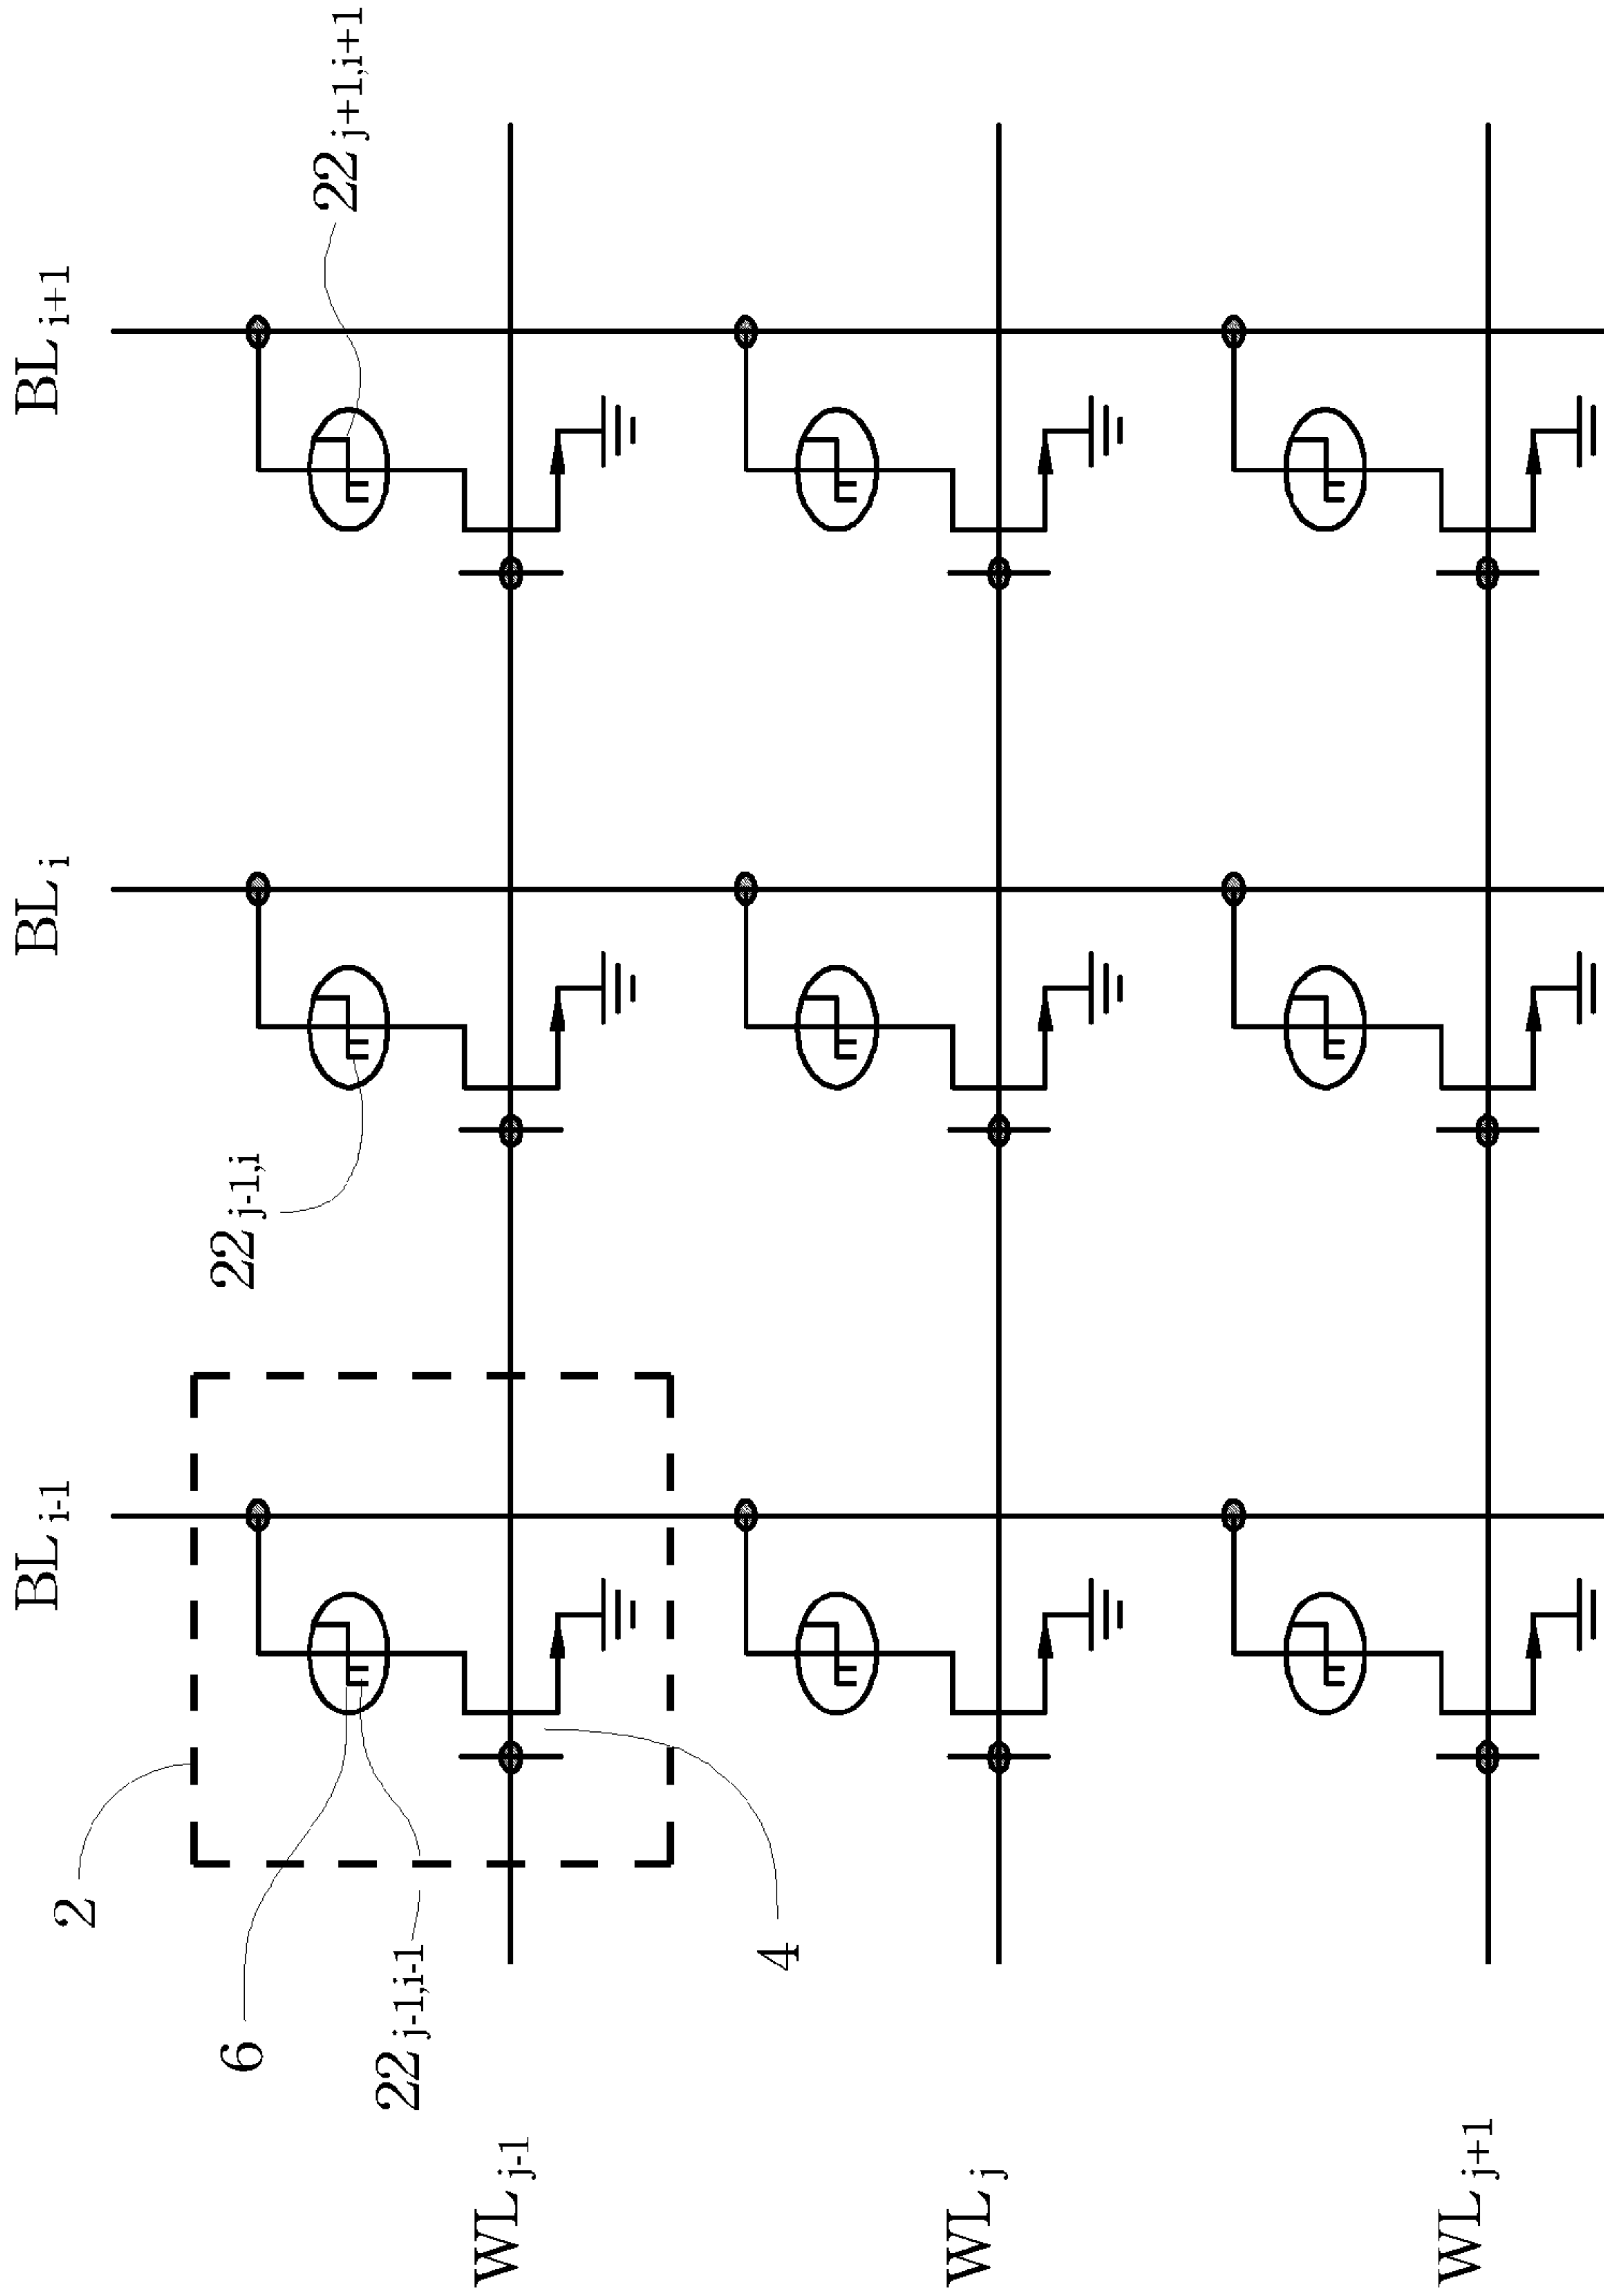 BL i-1
BL i
BL i+1
2
6
22 j-1,i-1
22 j-1,i
22 j+1,i+1
4
WL j-1
WL j
WL j+1